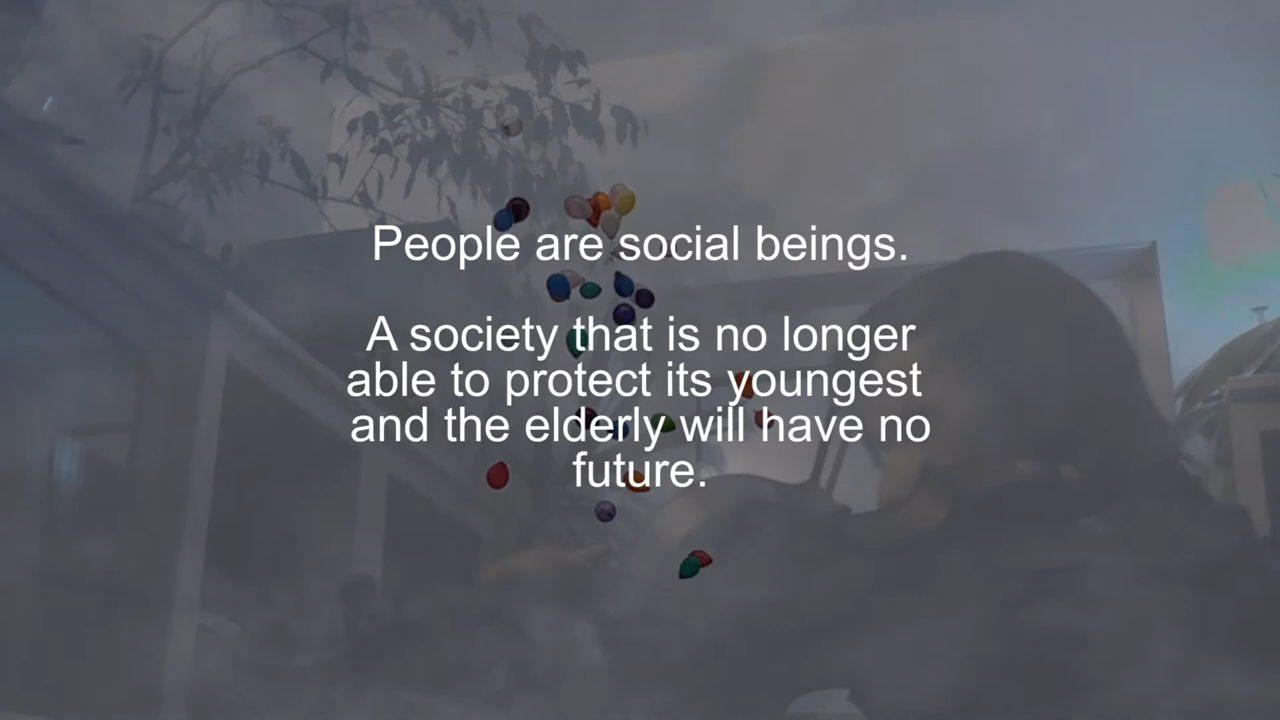 People are social beings.
A society that is no longer
able to protect its youngest
and the elderly will have no
future.